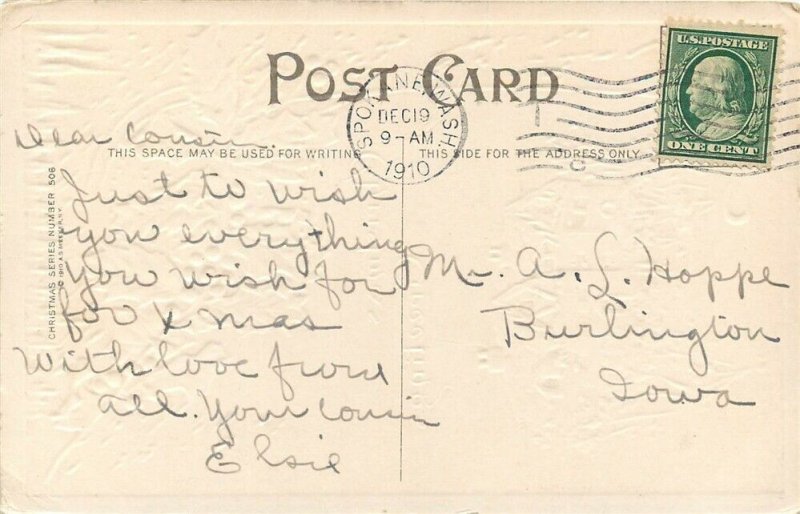 POST CARD
U.S. POSTAGE
ONE CENT
SPOKANE, WASH.
DEC 19
9-AM
1910
THIS SPACE MAY BE USED FOR WRITING
THIS SIDE FOR THE ADDRESS ONLY.
CHRISTMAS SERIES NUMBER 506
Dear Cousin
Just to wish
you everything
you wish for
for Xmas
With love from
all. Your cousin
Elsie
Mr. A. L. Hoppe
Burlington
Iowa